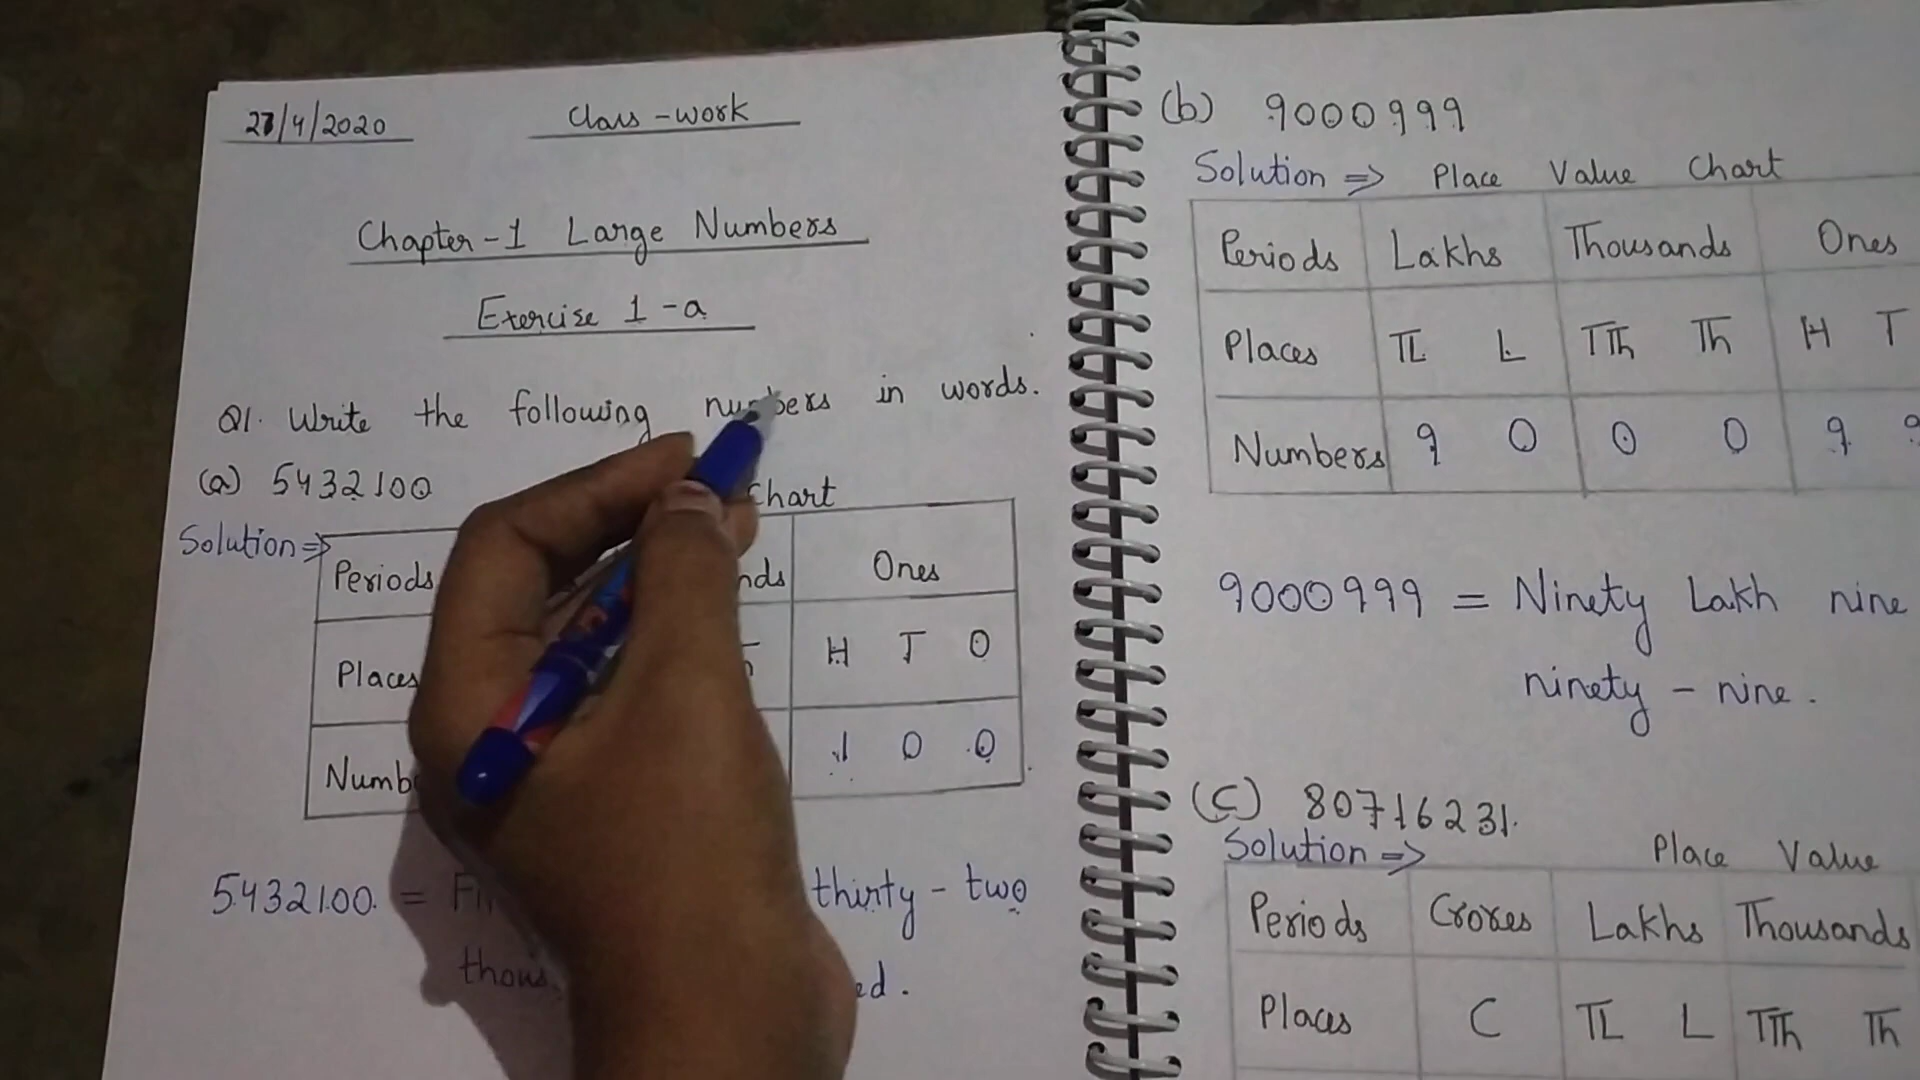 27/4/2020 Class-work
Chapter-1 Large Numbers
Exercise 1-a
Q1. Write the following numbers in words.
(a) 5432100
Chart
Solution ⇒
Periods Ones
Places H T O
1 0 0
5432100 = thirty-two
(b) 9000999
Solution ⇒ Place Value Chart
Periods Lakhs Thousands Ones
Places TL L TTh Th H T
Numbers 9 0 0 0 9
9000999 = Ninety Lakh nine
ninety-nine.
(C) 80716231.
Solution ⇒ Place Value
Periods Crores Lakhs Thousands
Places C TL L TTh Th